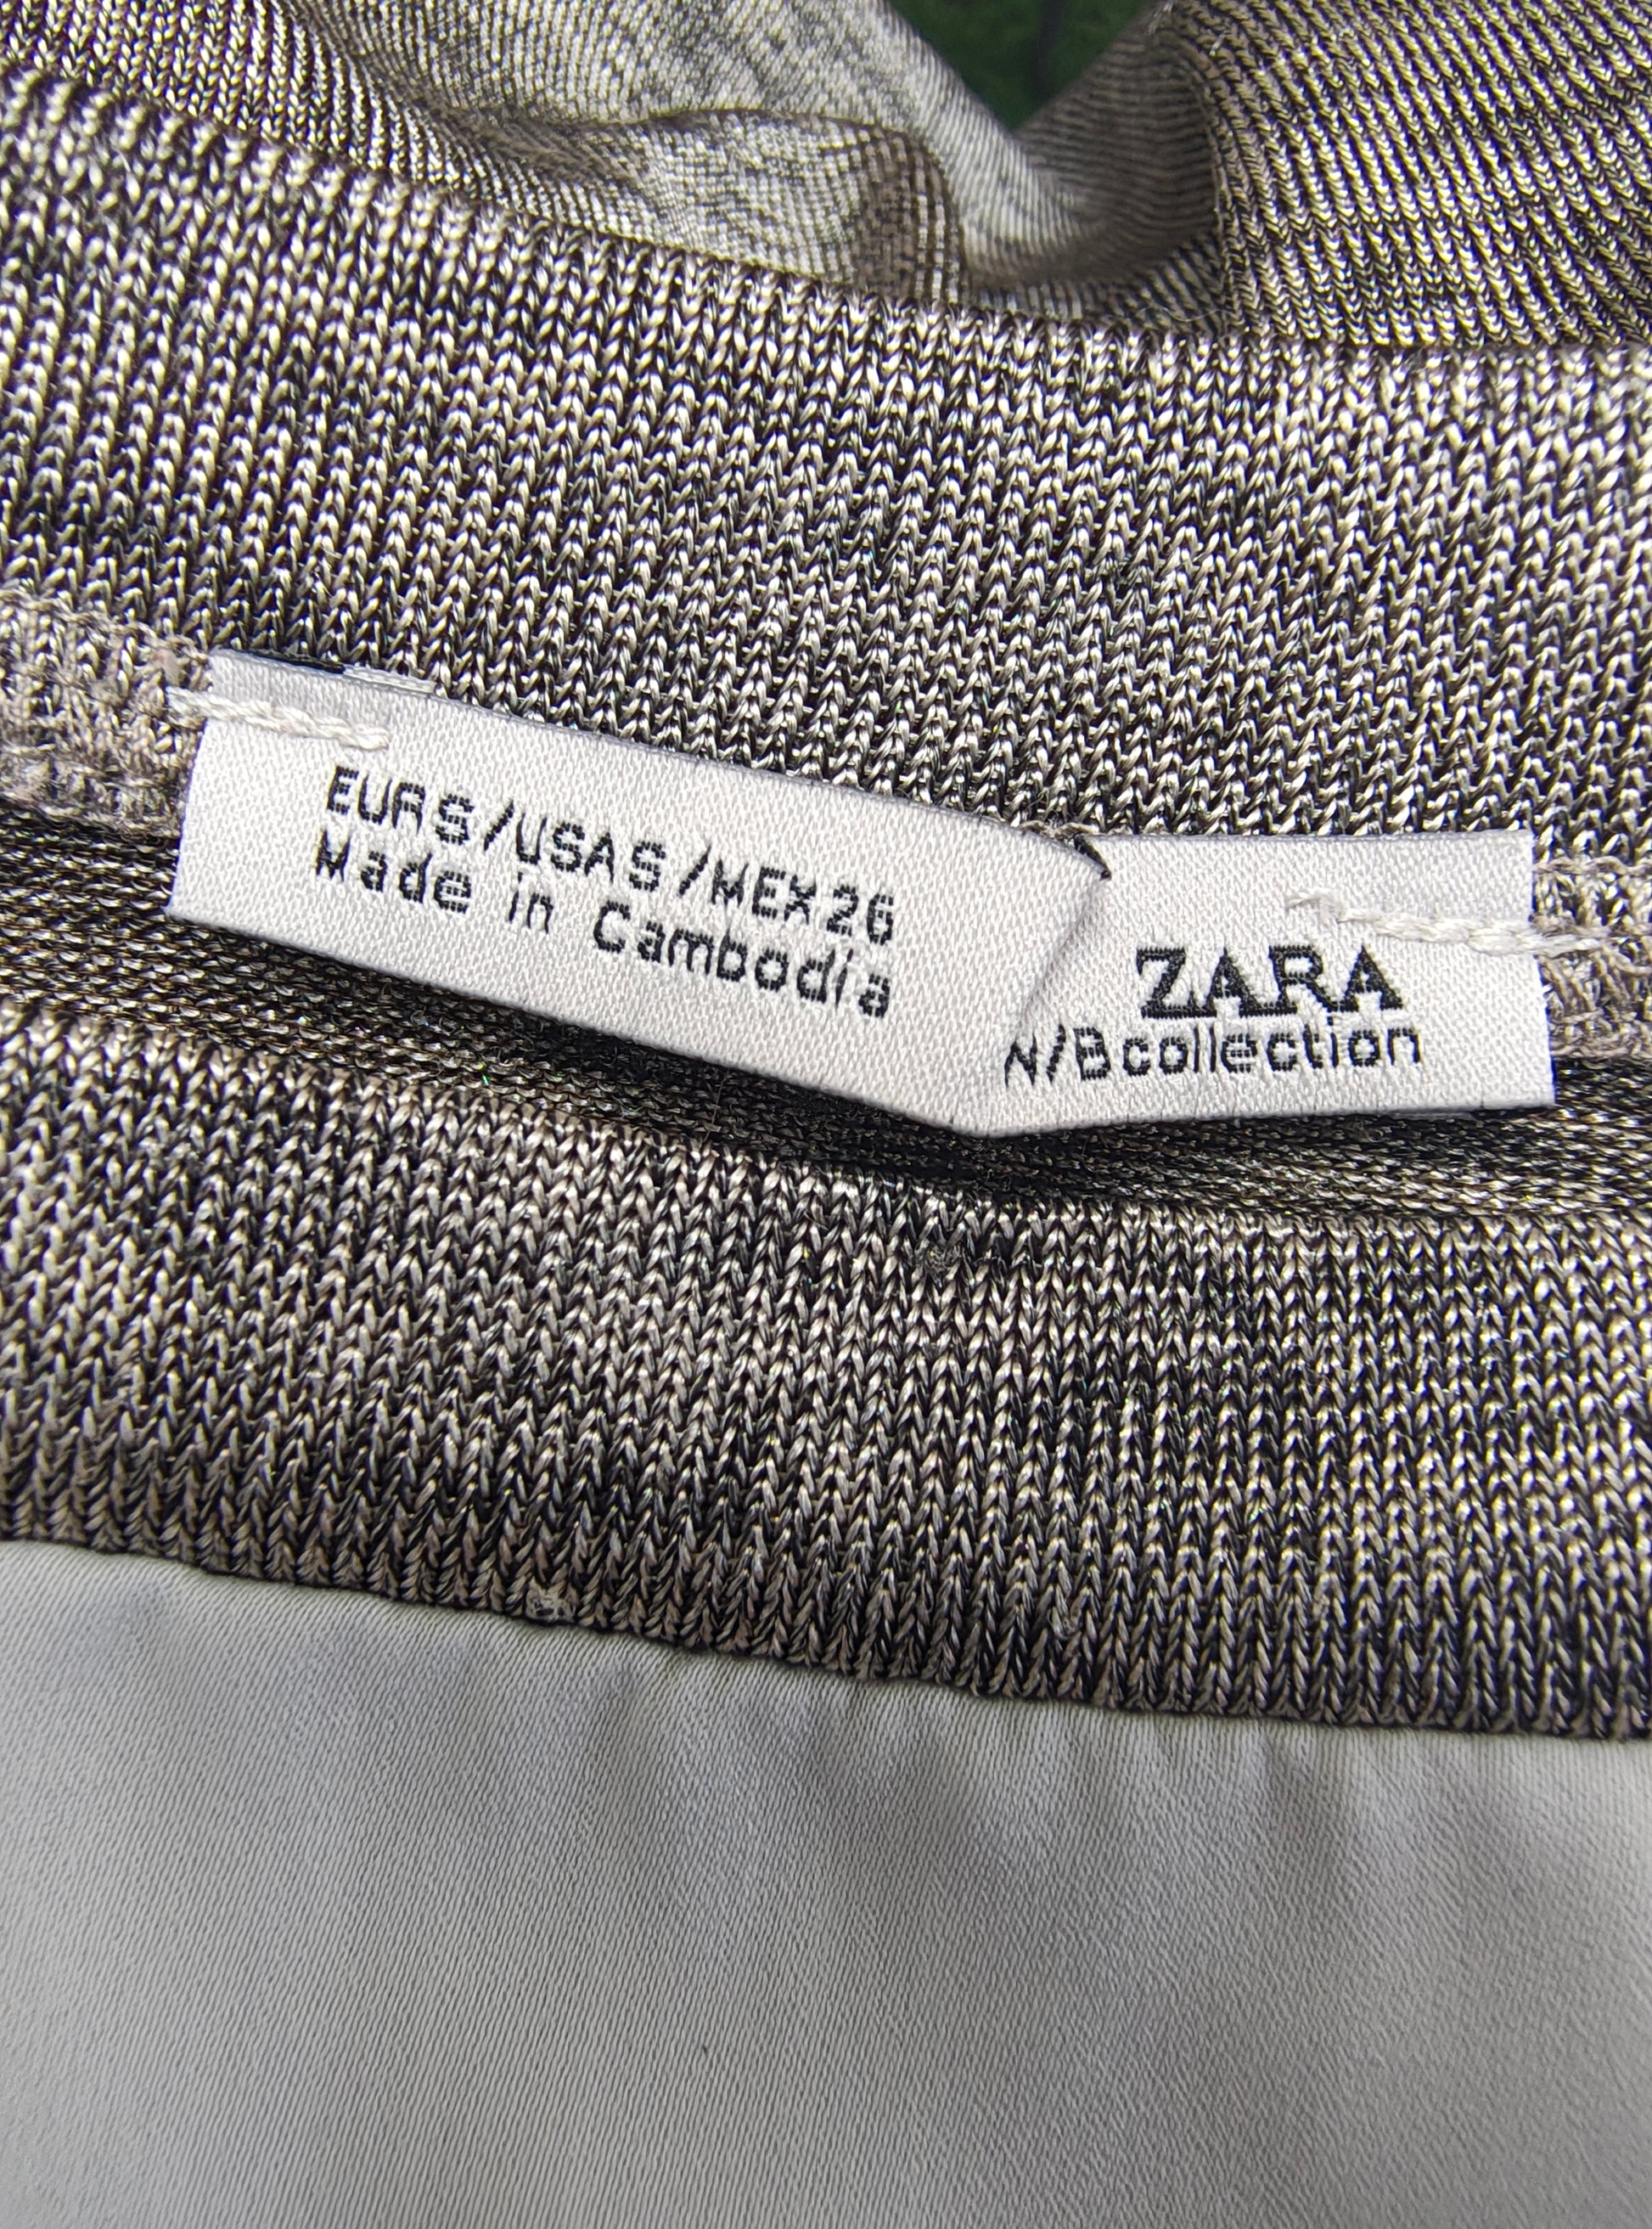 EUR S/USA S/MEX 26
Made in Cambodia
ZARA
/B collection